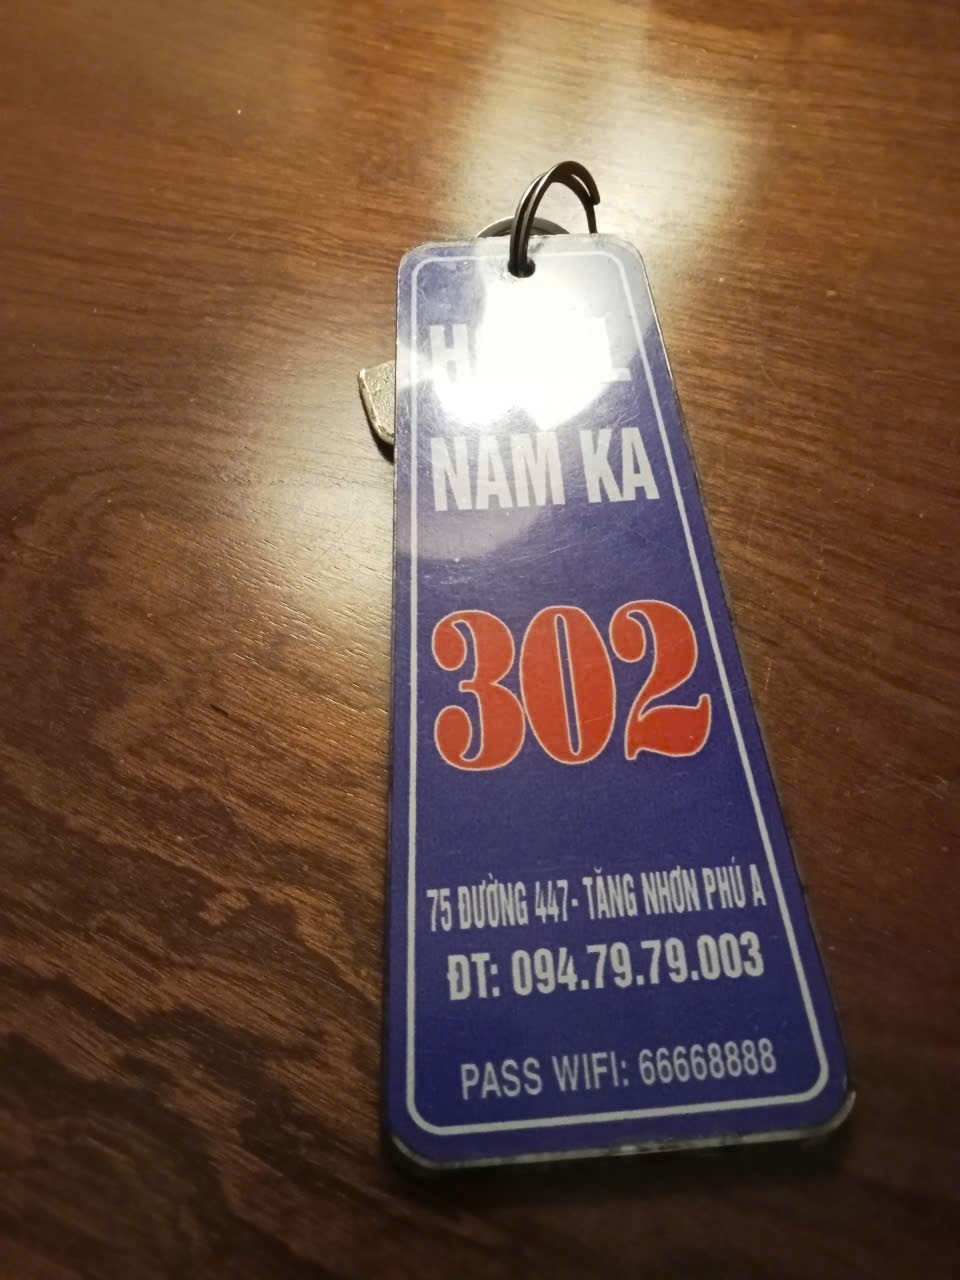 NAM KA
302
75 ĐƯỜNG 447- TĂNG NHƠN PHÚ A
ĐT: 094.79.79.003
PASS WIFI: 66668888